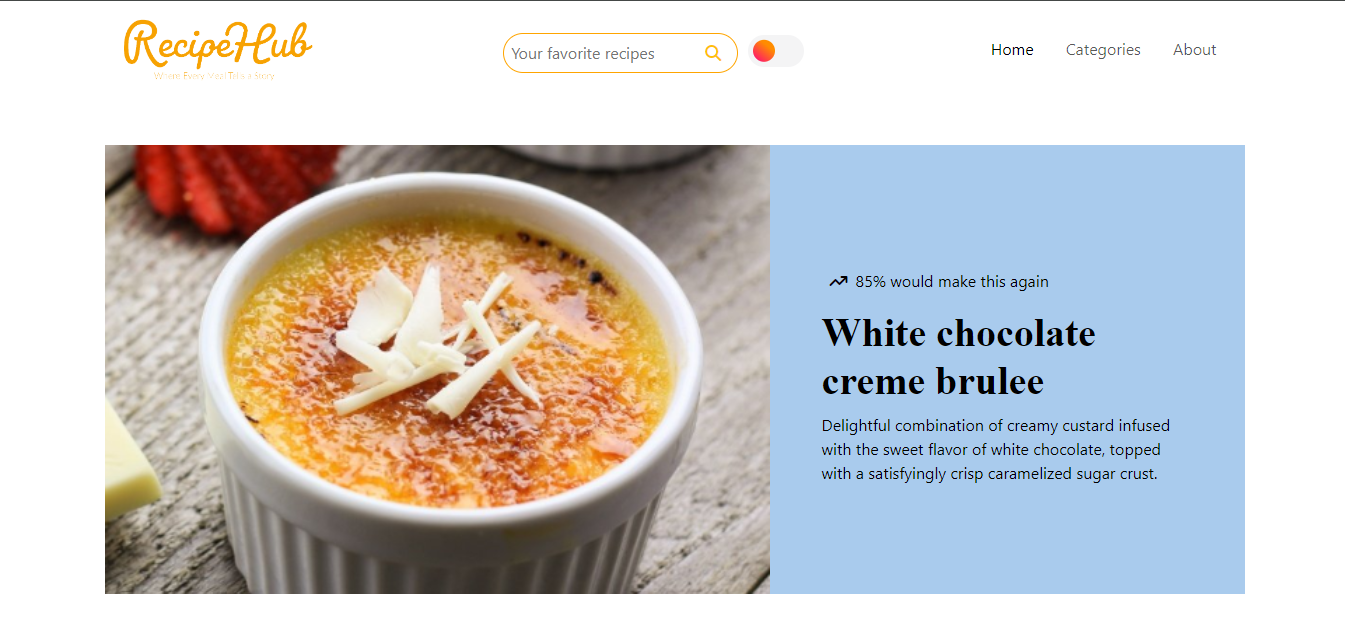 RecipeHub
Where Every Meal Tells a Story
Your favorite recipes
Home
Categories
About
85% would make this again
White chocolate
creme brulee
Delightful combination of creamy custard infused
with the sweet flavor of white chocolate, topped
with a satisfyingly crisp caramelized sugar crust.